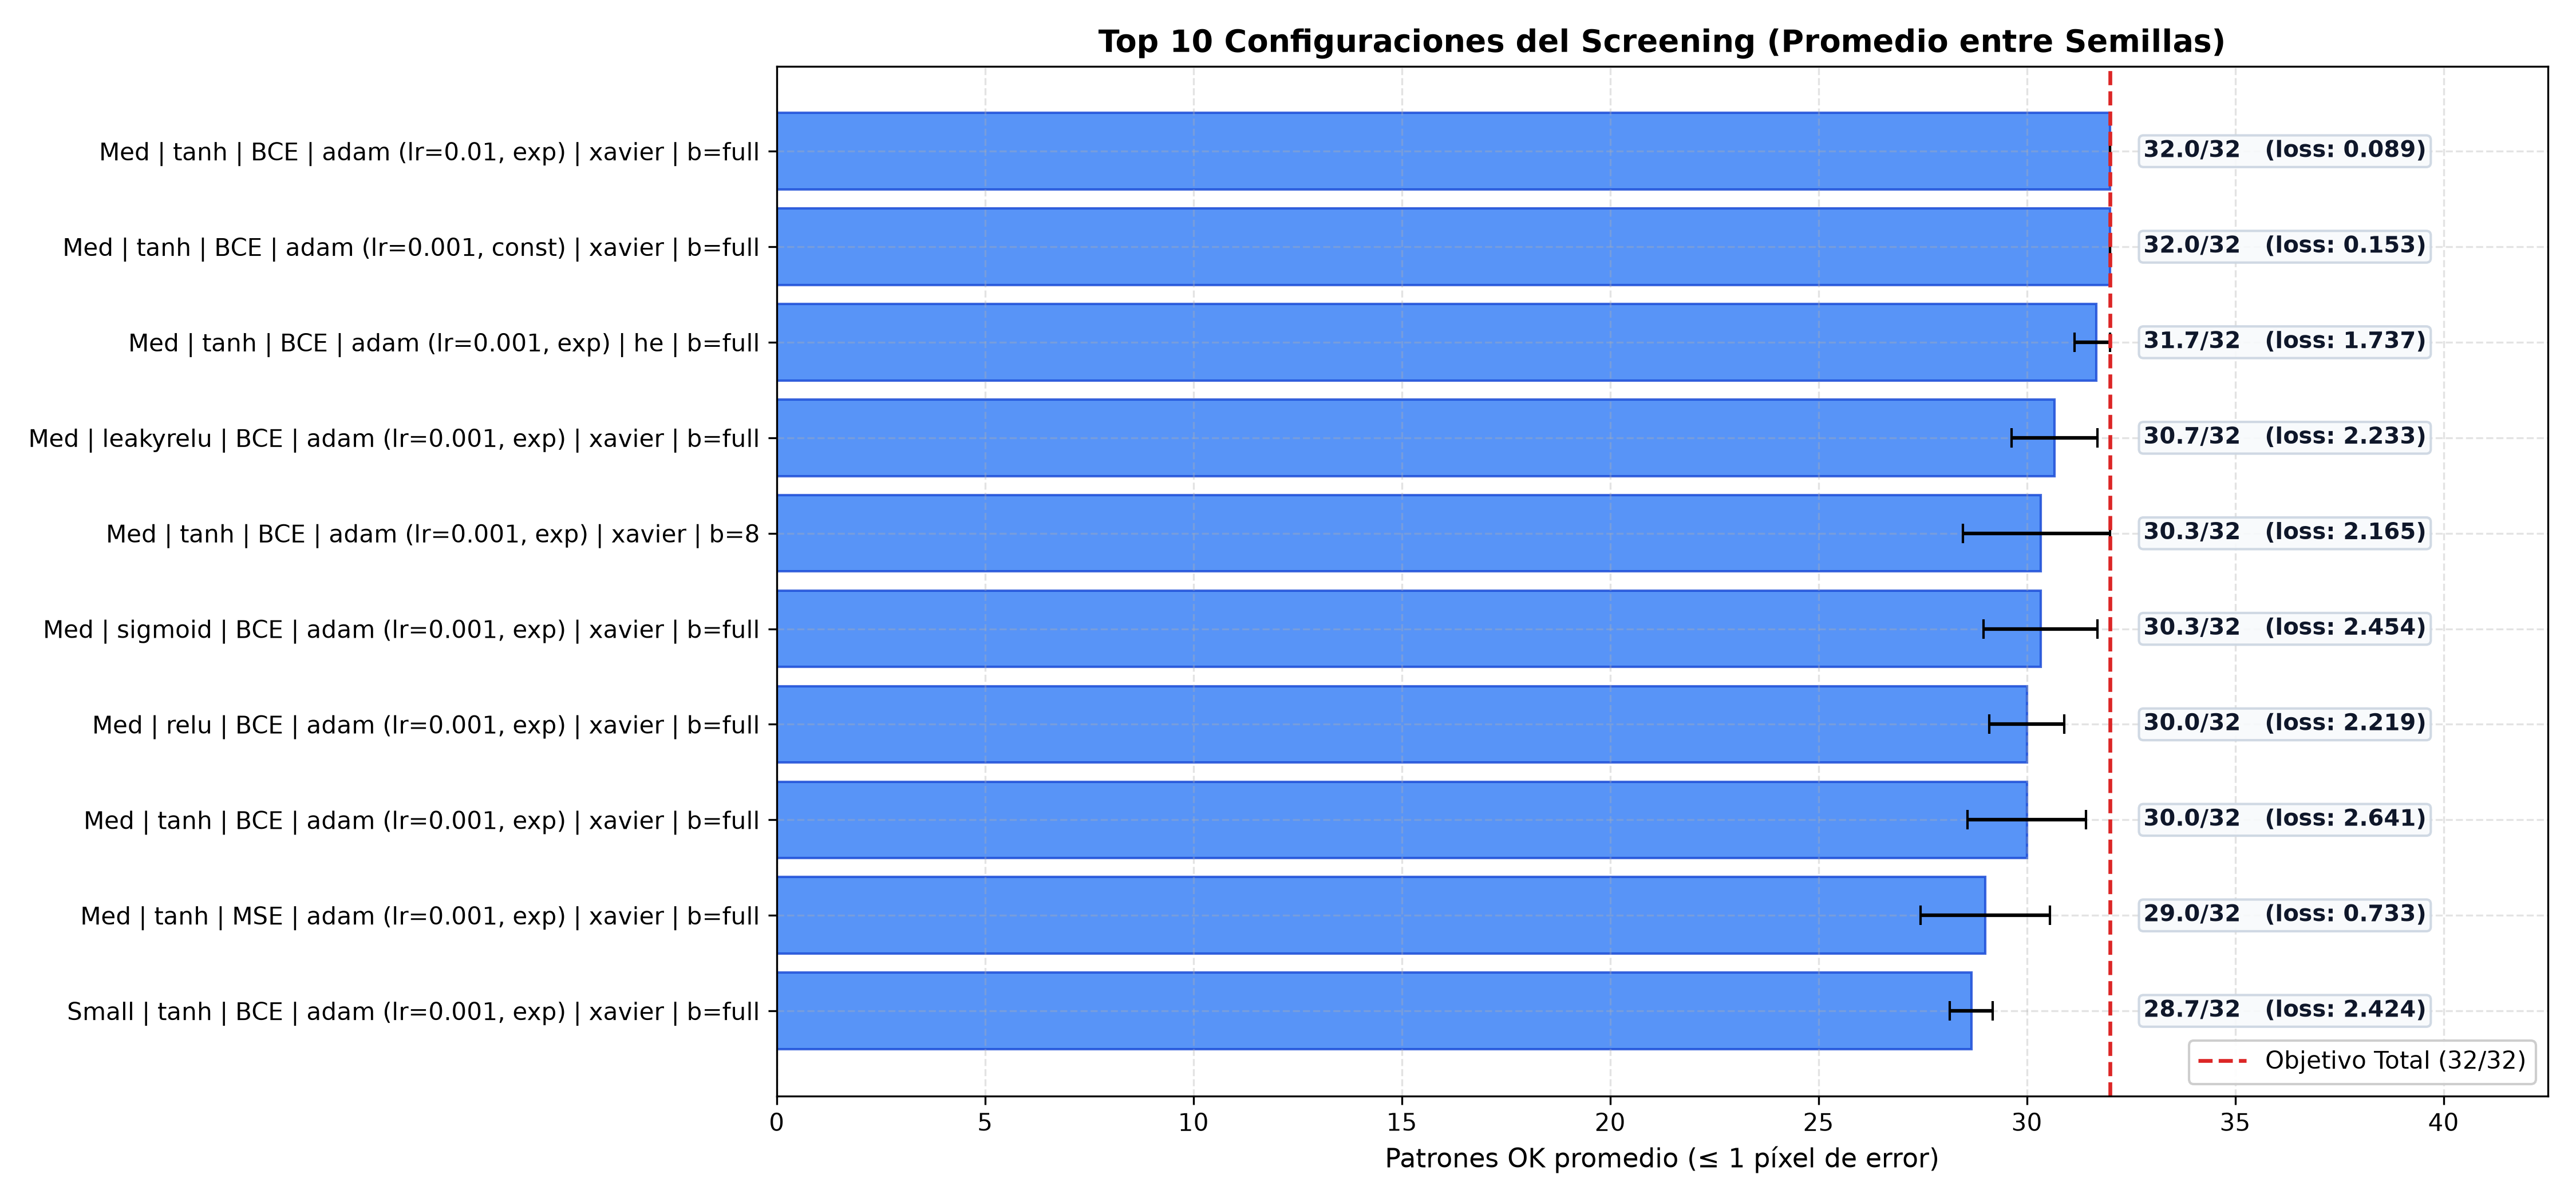 Top 10 Configuraciones del Screening (Promedio entre Semillas)
Med | tanh | BCE | adam (lr=0.01, exp) | xavier | b=full
32.0/32 (loss: 0.089)
Med | tanh | BCE | adam (lr=0.001, const) | xavier | b=full
32.0/32 (loss: 0.153)
Med | tanh | BCE | adam (lr=0.001, exp) | he | b=full
31.7/32 (loss: 1.737)
Med | leakyrelu | BCE | adam (lr=0.001, exp) | xavier | b=full
30.7/32 (loss: 2.233)
Med | tanh | BCE | adam (lr=0.001, exp) | xavier | b=8
30.3/32 (loss: 2.165)
Med | sigmoid | BCE | adam (lr=0.001, exp) | xavier | b=full
30.3/32 (loss: 2.454)
Med | relu | BCE | adam (lr=0.001, exp) | xavier | b=full
30.0/32 (loss: 2.219)
Med | tanh | BCE | adam (lr=0.001, exp) | xavier | b=full
30.0/32 (loss: 2.641)
Med | tanh | MSE | adam (lr=0.001, exp) | xavier | b=full
29.0/32 (loss: 0.733)
Small | tanh | BCE | adam (lr=0.001, exp) | xavier | b=full
28.7/32 (loss: 2.424)
Objetivo Total (32/32)
0 5 10 15 20 25 30 35 40
Patrones OK promedio (≤ 1 píxel de error)